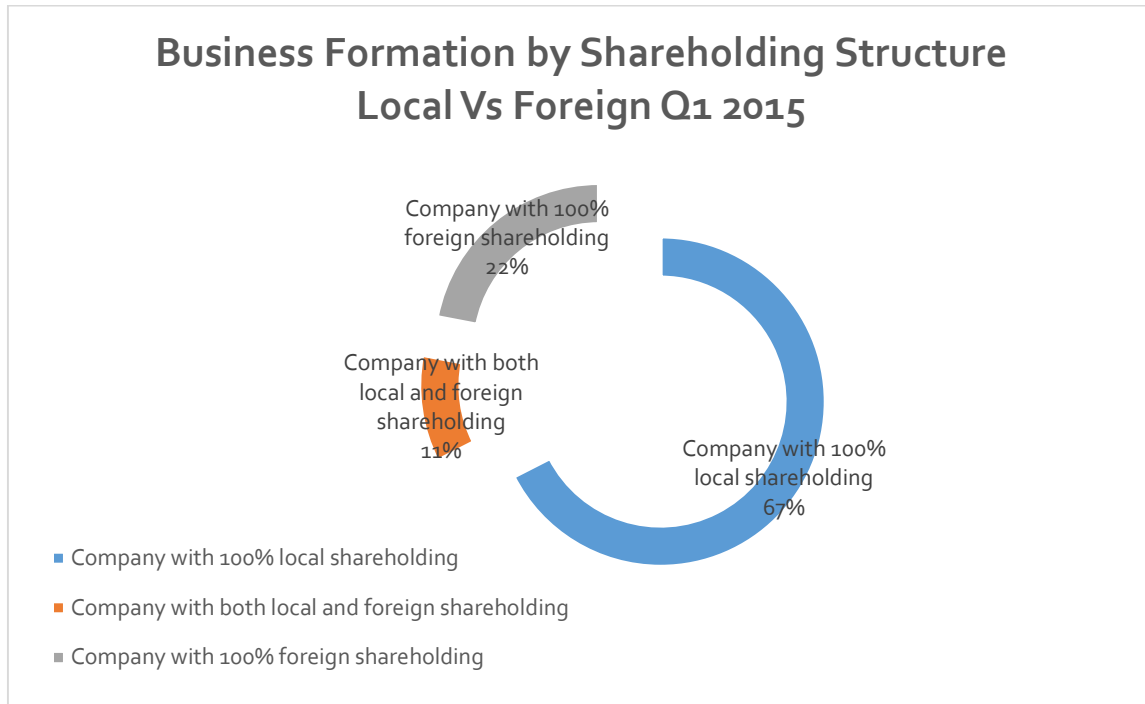 Business Formation by Shareholding Structure
Local Vs Foreign Q1 2015
Company with 100%
foreign shareholding
22%
Company with both
local and foreign
shareholding
11%
Company with 100%
local shareholding
67%
Company with 100% local shareholding
Company with both local and foreign shareholding
Company with 100% foreign shareholding